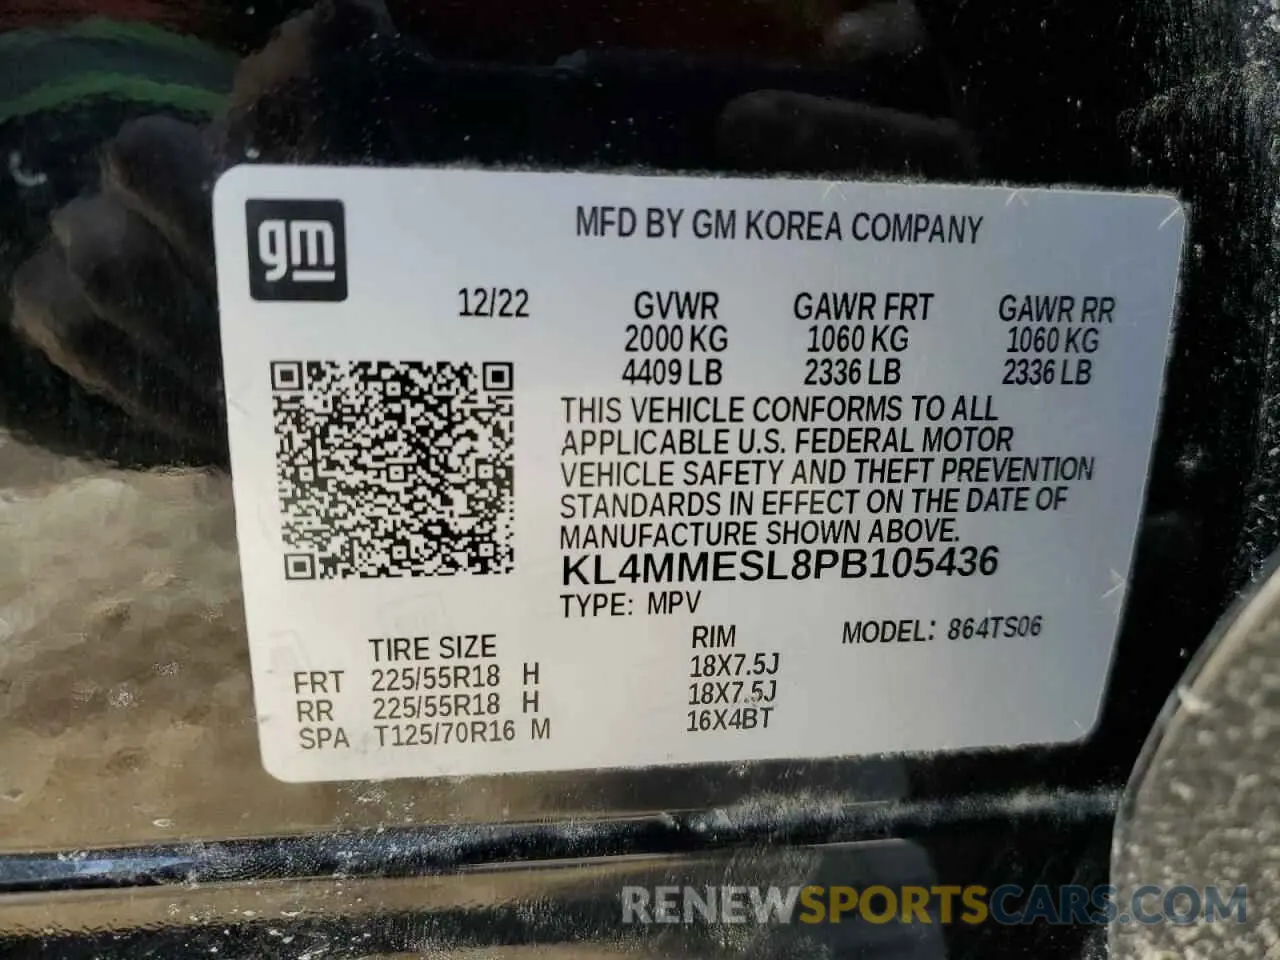 gm
MFD BY GM KOREA COMPANY
12/22 GVWR GAWR FRT GAWR RR
2000 KG 1060 KG 1060 KG
4409 LB 2336 LB 2336 LB
THIS VEHICLE CONFORMS TO ALL
APPLICABLE U.S. FEDERAL MOTOR
VEHICLE SAFETY AND THEFT PREVENTION
STANDARDS IN EFFECT ON THE DATE OF
MANUFACTURE SHOWN ABOVE.
KL4MMESL8PB105436
TYPE: MPV
TIRE SIZE RIM MODEL: 864TS06
FRT 225/55R18 H 18X7.5J
RR 225/55R18 H 18X7.5J
SPA T125/70R16 M 16X4BT
RENEWSPORTSCARS.COM